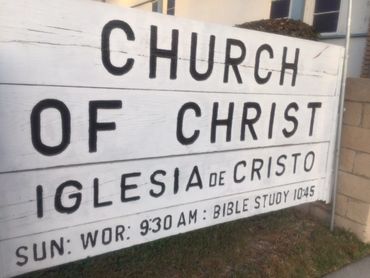 CHURCH
OF CHRIST
IGLESIA DE CRISTO
SUN: WOR: 9:30 AM : BIBLE STUDY 10:45